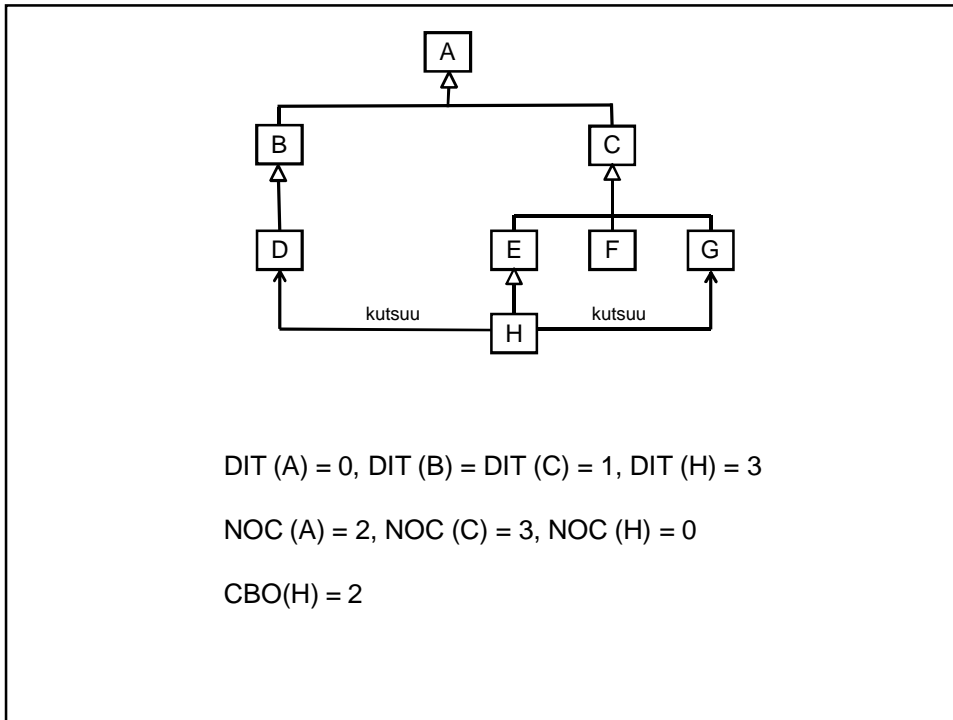 A
B C
D E F G
kutsuu kutsuu
H
DIT (A) = 0, DIT (B) = DIT (C) = 1, DIT (H) = 3
NOC (A) = 2, NOC (C) = 3, NOC (H) = 0
CBO(H) = 2